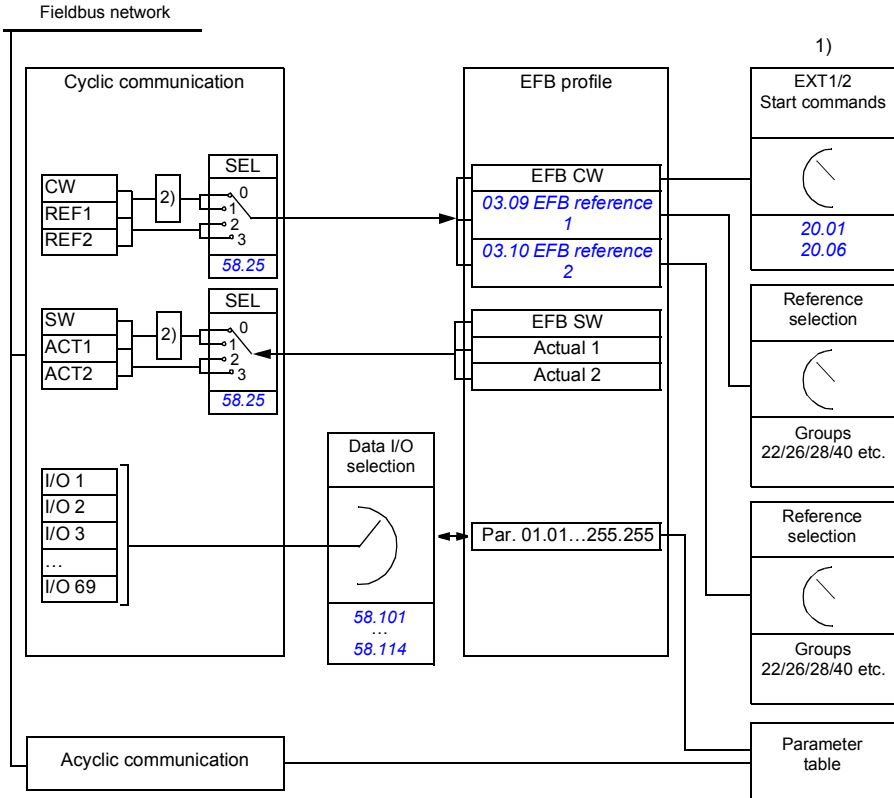 Fieldbus network
1)
Cyclic communication
EFB profile
EXT1/2
Start commands
SEL
CW
REF1
REF2
2)
0
1
2
3
58.25
EFB CW
03.09 EFB reference
1
03.10 EFB reference
2
20.01
20.06
SEL
SW
ACT1
ACT2
2)
0
1
2
3
58.25
EFB SW
Actual 1
Actual 2
Reference
selection
Groups
22/26/28/40 etc.
Data I/O
selection
I/O 1
I/O 2
I/O 3
...
I/O 69
58.101
...
58.114
Par. 01.01…255.255
Reference
selection
Groups
22/26/28/40 etc.
Acyclic communication
Parameter
table